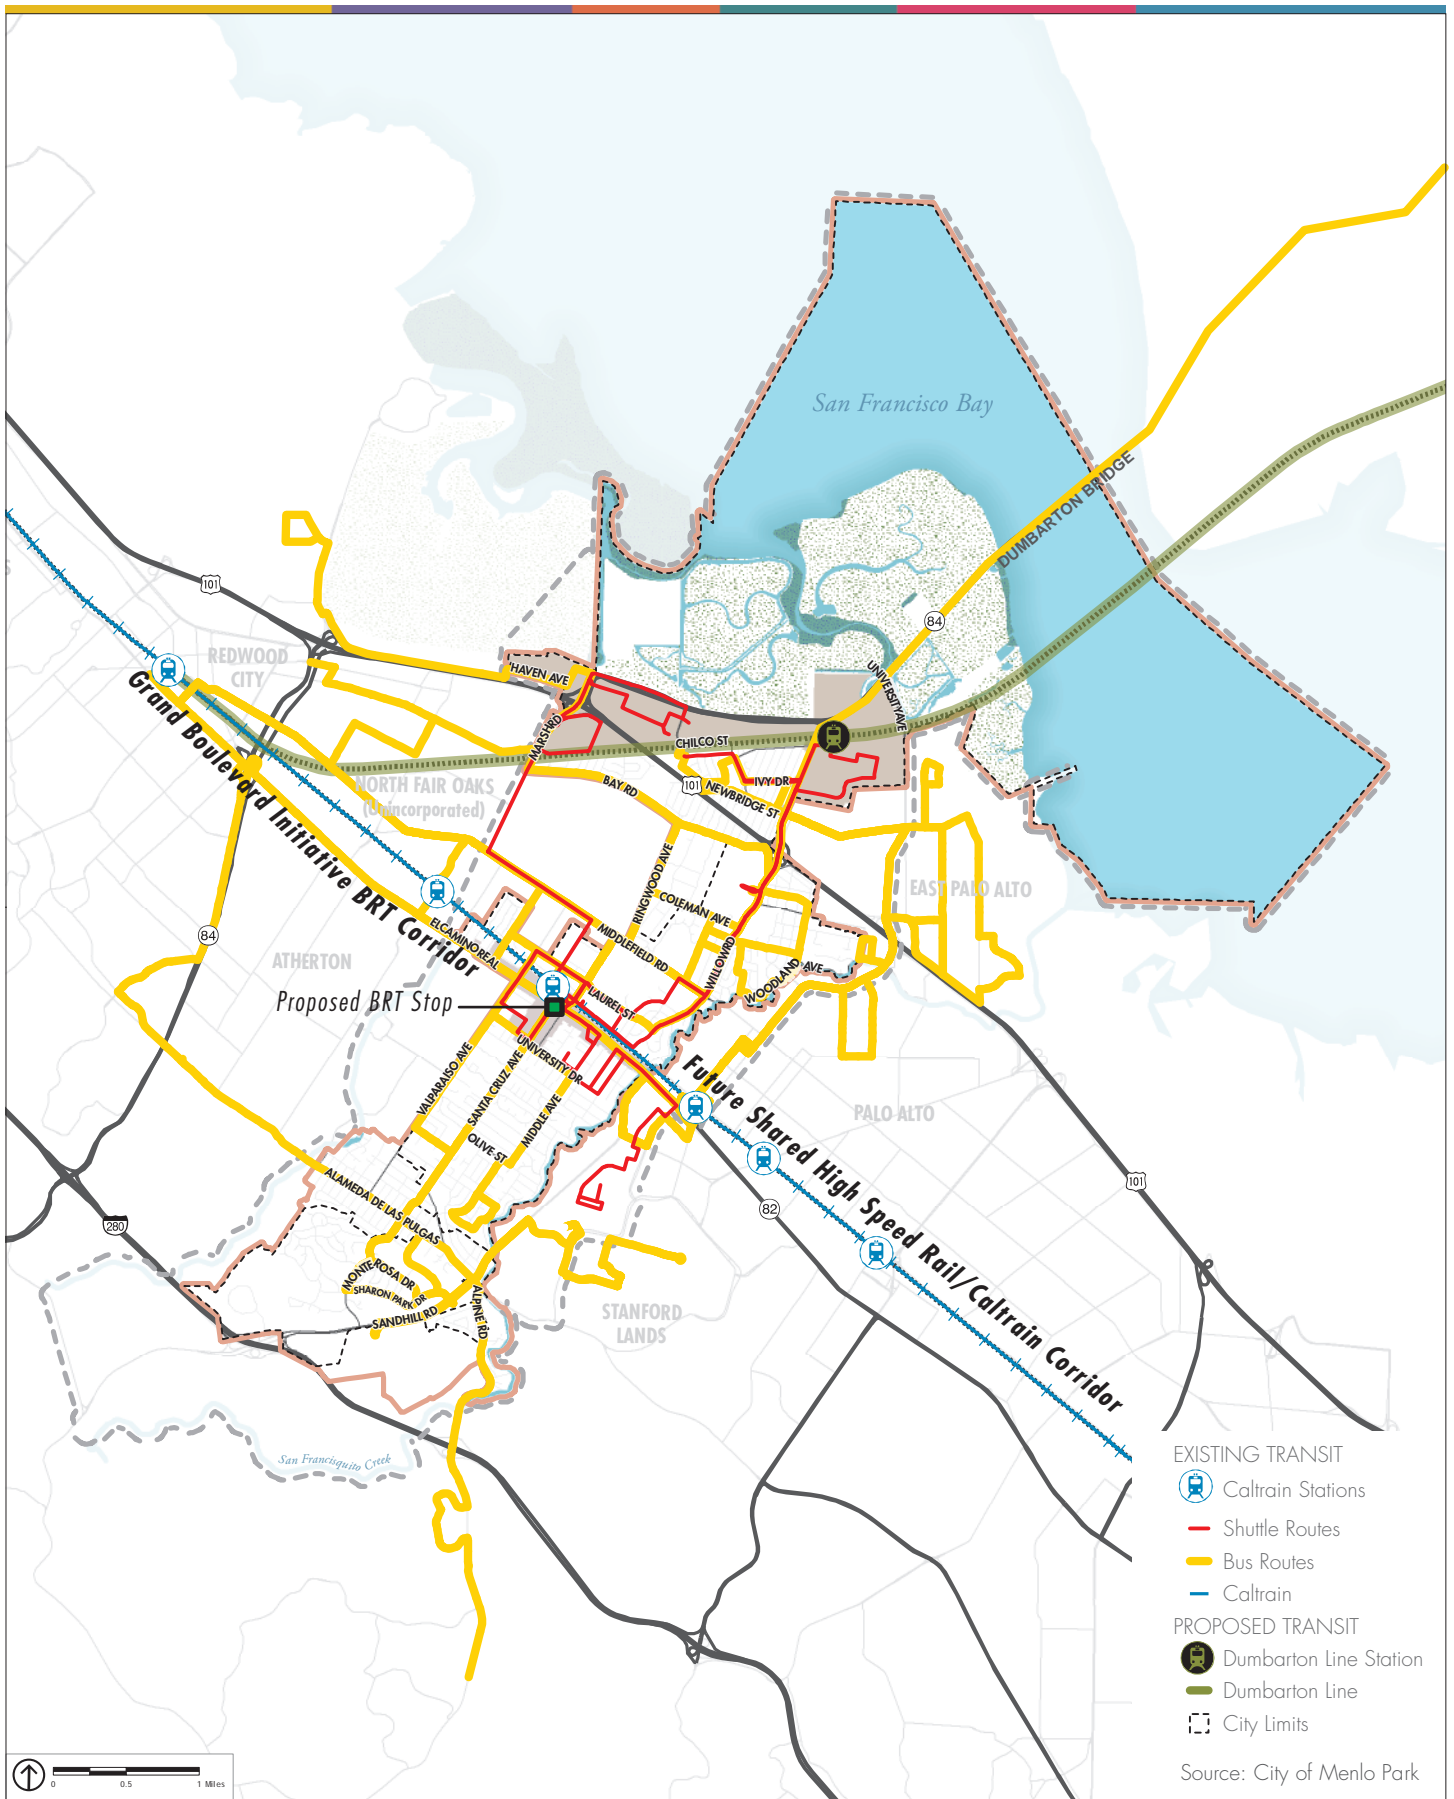 San Francisco Bay
DUMBARTON BRIDGE
101
84
REDWOOD
CITY
HAVEN AVE
UNIVERSITY AVE
Grand Boulevard Initiative BRT Corridor
MARSH RD
CHILCO ST
NORTH FAIR OAKS
(Unincorporated)
BAY RD
101
IVY DR
NEWBRIDGE ST
RINGWOOD AVE
COLEMAN AVE
EAST PALO ALTO
84
ATHERTON
EL CAMINO REAL
MIDDLEFIELD RD
WILLOW RD
WOODLAND AVE
Proposed BRT Stop
LAUREL ST
UNIVERSITY DR
VALPARAISO AVE
SANTA CRUZ AVE
MIDDLE AVE
OLIVE ST
Future Shared High Speed Rail/Caltrain Corridor
PALO ALTO
101
82
280
ALAMEDA DE LAS PULGAS
MONTE ROSA DR
SHARON PARK DR
SANDHILL RD
ALPINE RD
STANFORD
LANDS
San Francisquito Creek
EXISTING TRANSIT
Caltrain Stations
Shuttle Routes
Bus Routes
Caltrain
PROPOSED TRANSIT
Dumbarton Line Station
Dumbarton Line
City Limits
Source: City of Menlo Park
0 0.5 1 Miles